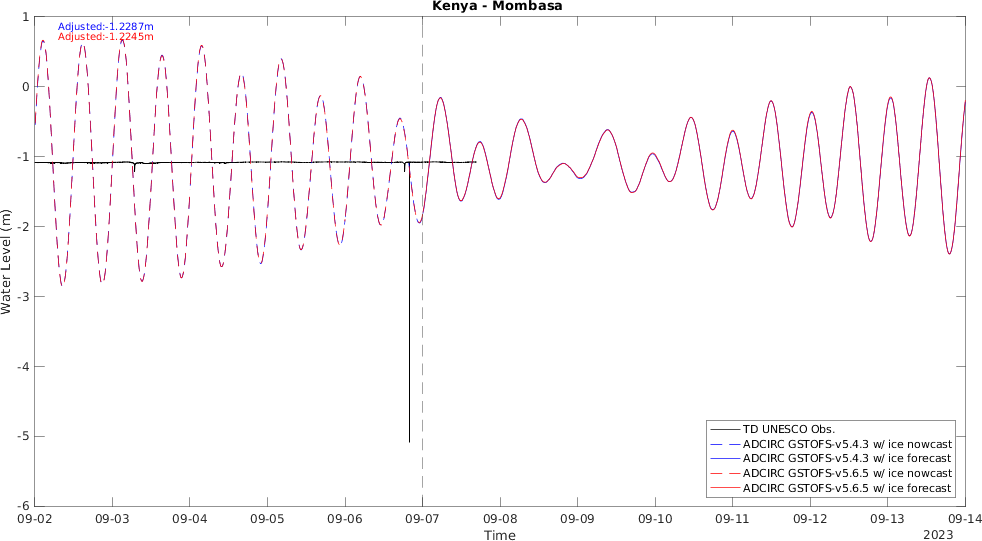 Kenya - Mombasa
Adjusted:-1.2287m
Adjusted:-1.2245m
1
0
-1
-2
-3
-4
-5
-6
Water Level (m)
TD UNESCO Obs.
ADCIRC GSTOFS-v5.4.3 w/ ice nowcast
ADCIRC GSTOFS-v5.4.3 w/ ice forecast
ADCIRC GSTOFS-v5.6.5 w/ ice nowcast
ADCIRC GSTOFS-v5.6.5 w/ ice forecast
09-02 09-03 09-04 09-05 09-06 09-07 09-08 09-09 09-10 09-11 09-12 09-13 09-14
Time
2023